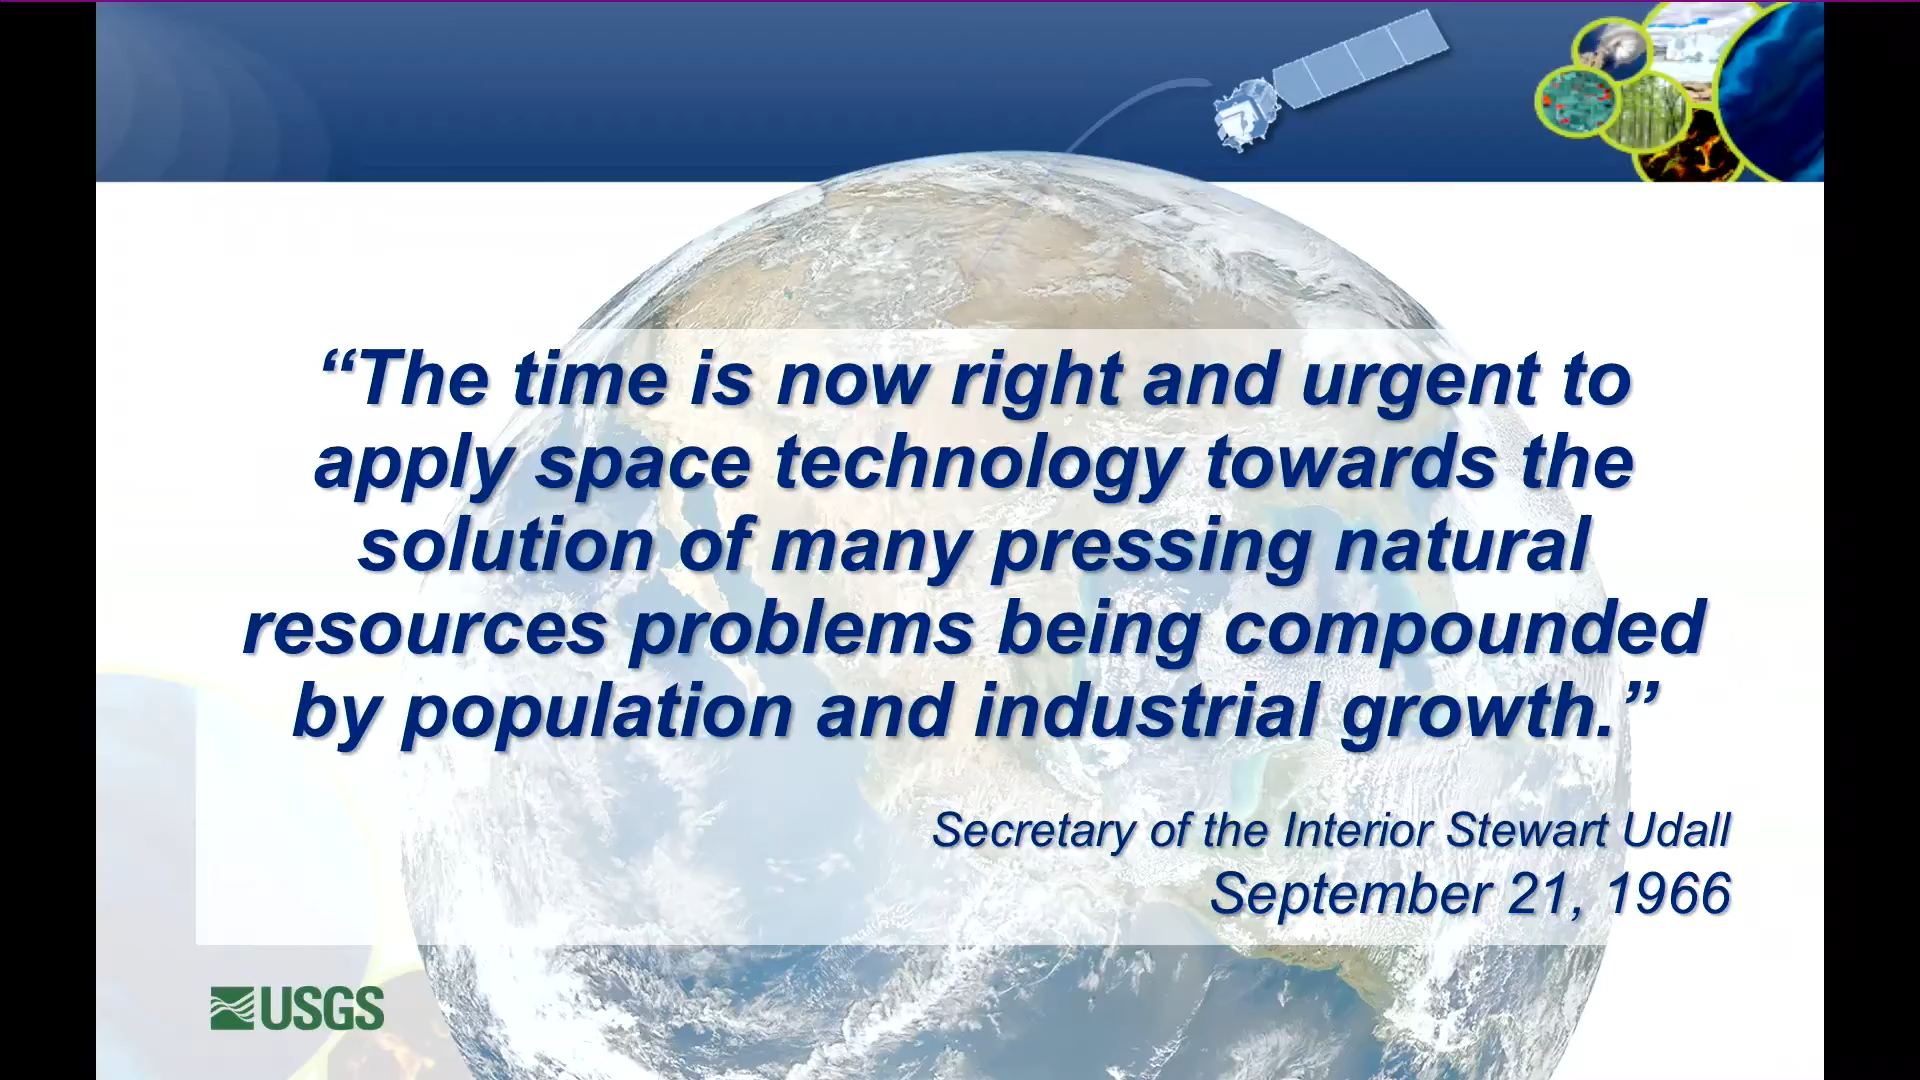 “The time is now right and urgent to
apply space technology towards the
solution of many pressing natural
resources problems being compounded
by population and industrial growth.”
Secretary of the Interior Stewart Udall
September 21, 1966
USGS